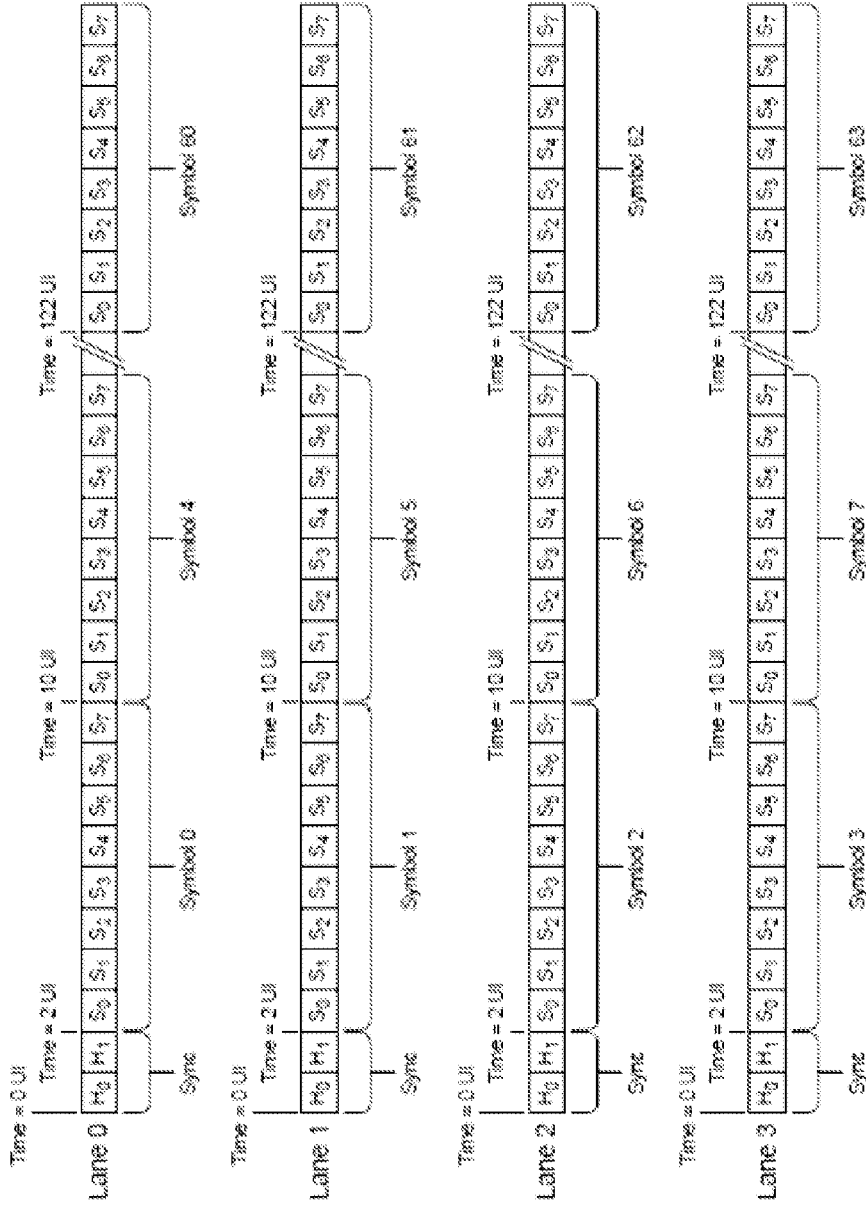 Time = 0 UI
Time = 2 UI
Time = 10 UI
Time = 122 UI
Lane 0 H0 H1 S0 S1 S2 S3 S4 S5 S6 S7 S0 S1 S2 S3 S4 S5 S6 S7 S0 S1 S2 S3 S4 S5 S6 S7
Sync Symbol 0 Symbol 4 Symbol 60
Time = 0 UI
Time = 2 UI
Time = 10 UI
Time = 122 UI
Lane 1 H0 H1 S0 S1 S2 S3 S4 S5 S6 S7 S0 S1 S2 S3 S4 S5 S6 S7 S0 S1 S2 S3 S4 S5 S6 S7
Sync Symbol 1 Symbol 5 Symbol 61
Time = 0 UI
Time = 2 UI
Time = 10 UI
Time = 122 UI
Lane 2 H0 H1 S0 S1 S2 S3 S4 S5 S6 S7 S0 S1 S2 S3 S4 S5 S6 S7 S0 S1 S2 S3 S4 S5 S6 S7
Sync Symbol 2 Symbol 6 Symbol 62
Time = 0 UI
Time = 2 UI
Time = 10 UI
Time = 122 UI
Lane 3 H0 H1 S0 S1 S2 S3 S4 S5 S6 S7 S0 S1 S2 S3 S4 S5 S6 S7 S0 S1 S2 S3 S4 S5 S6 S7
Sync Symbol 3 Symbol 7 Symbol 63